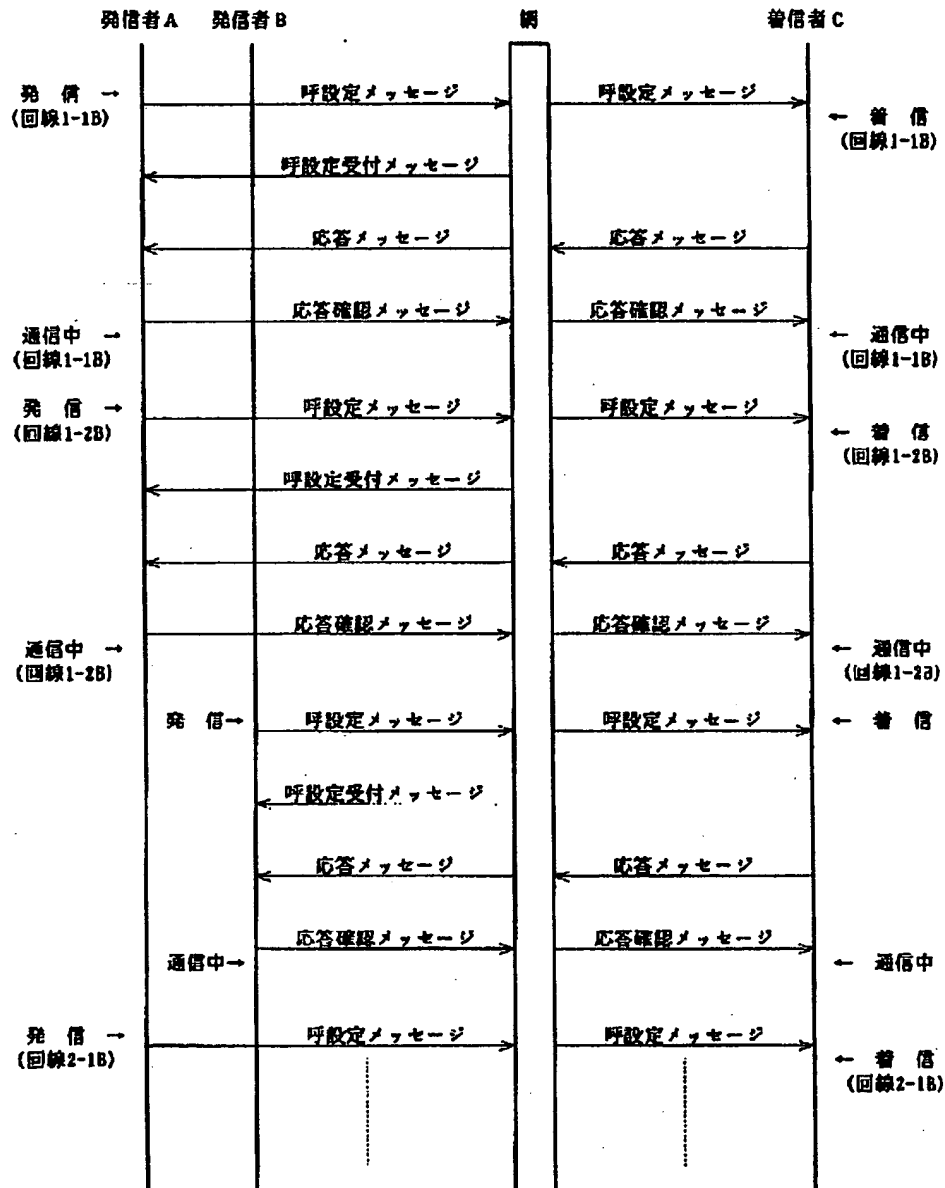 発信者A 発信者B 網 着信者C
発 信 → 呼設定メッセージ 呼設定メッセージ
(回線1-1B) ← 着 信
(回線1-1B)
呼設定受付メッセージ
応答メッセージ 応答メッセージ
応答確認メッセージ 応答確認メッセージ
通信中 → ← 通信中
(回線1-1B) (回線1-1B)
発 信 → 呼設定メッセージ 呼設定メッセージ
(回線1-2B) ← 着 信
(回線1-2B)
呼設定受付メッセージ
応答メッセージ 応答メッセージ
応答確認メッセージ 応答確認メッセージ
通信中 → ← 通信中
(回線1-2B) (回線1-2B)
発 信→ 呼設定メッセージ 呼設定メッセージ ← 着 信
呼設定受付メッセージ
応答メッセージ 応答メッセージ
応答確認メッセージ 応答確認メッセージ
通信中→ ← 通信中
発 信 → 呼設定メッセージ 呼設定メッセージ
(回線2-1B) ← 着 信
(回線2-1B)